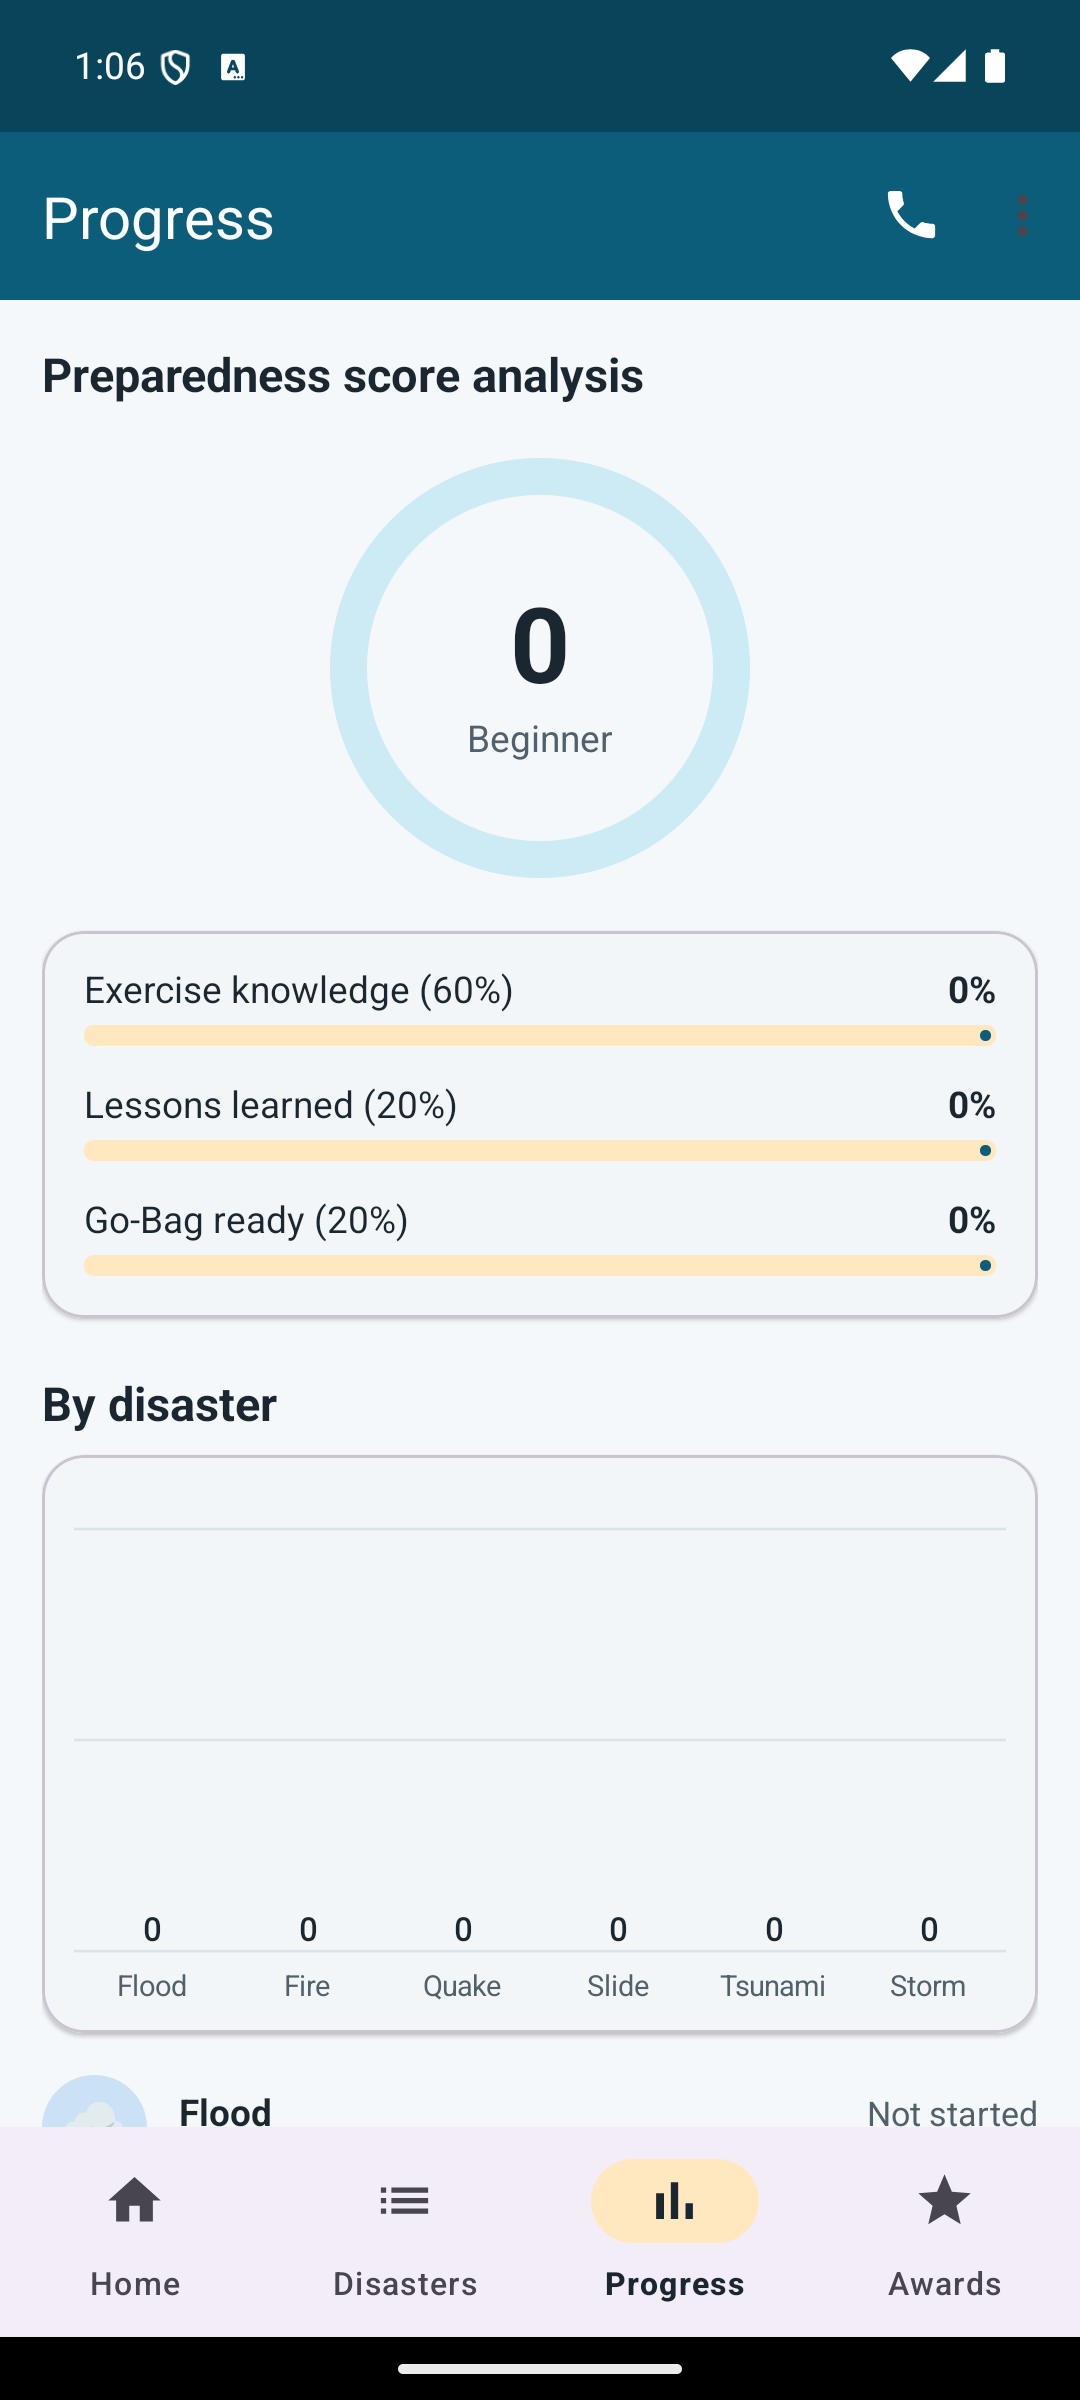 1:06
Progress
Preparedness score analysis
0
Beginner
Exercise knowledge (60%) 0%
Lessons learned (20%) 0%
Go-Bag ready (20%) 0%
By disaster
0 0 0 0 0 0
Flood Fire Quake Slide Tsunami Storm
Flood Not started
Home Disasters Progress Awards